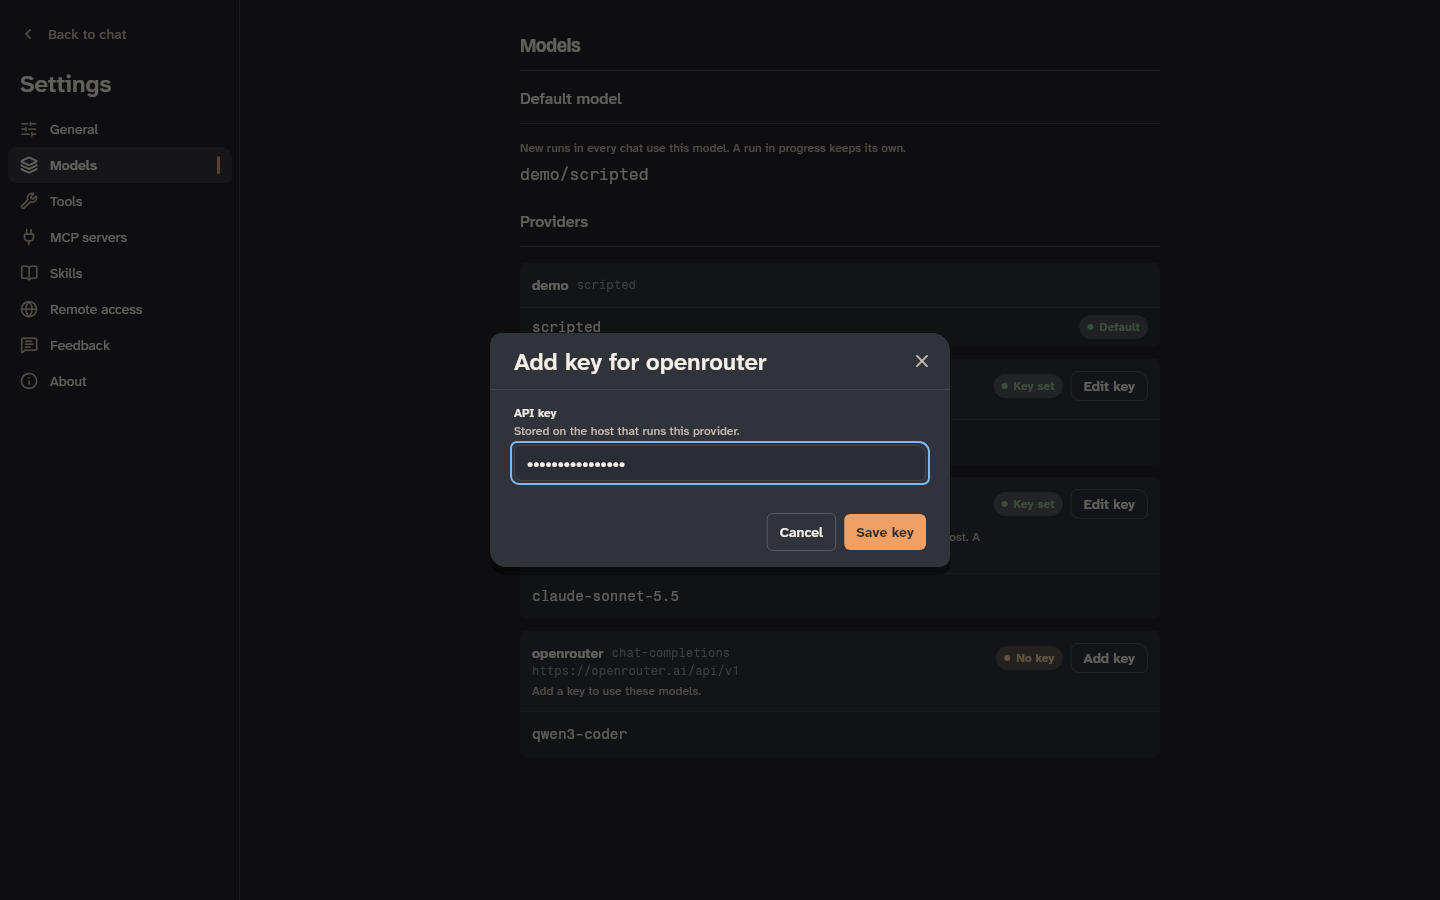 Back to chat
Settings
General
Models
Tools
MCP servers
Skills
Remote access
Feedback
About
Models
Default model
New runs in every chat use this model. A run in progress keeps its own.
demo/scripted
Providers
demo scripted
scripted Default
Key set Edit key
Key set Edit key
ost. A
claude-sonnet-5.5
openrouter chat-completions
https://openrouter.ai/api/v1
No key Add key
Add a key to use these models.
qwen3-coder
Add key for openrouter
API key
Stored on the host that runs this provider.
••••••••••••••••
Cancel Save key